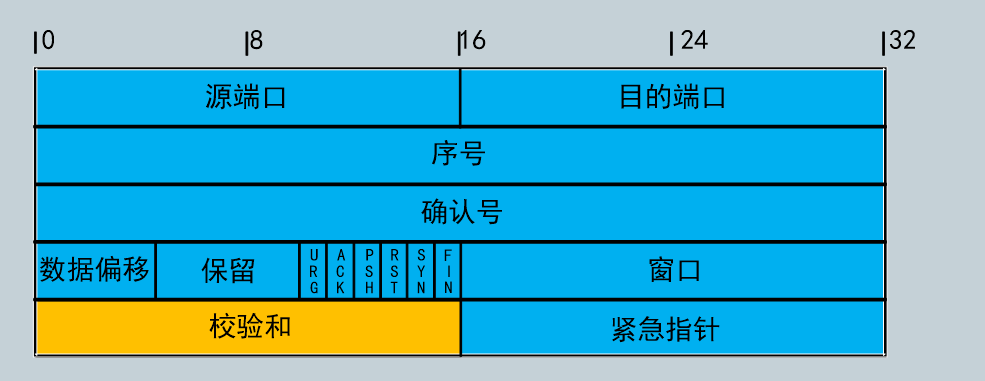 0 8 16 24 32
源端口 目的端口
序号
确认号
数据偏移 保留 URG ACK PSH RST SYN FIN 窗口
校验和 紧急指针